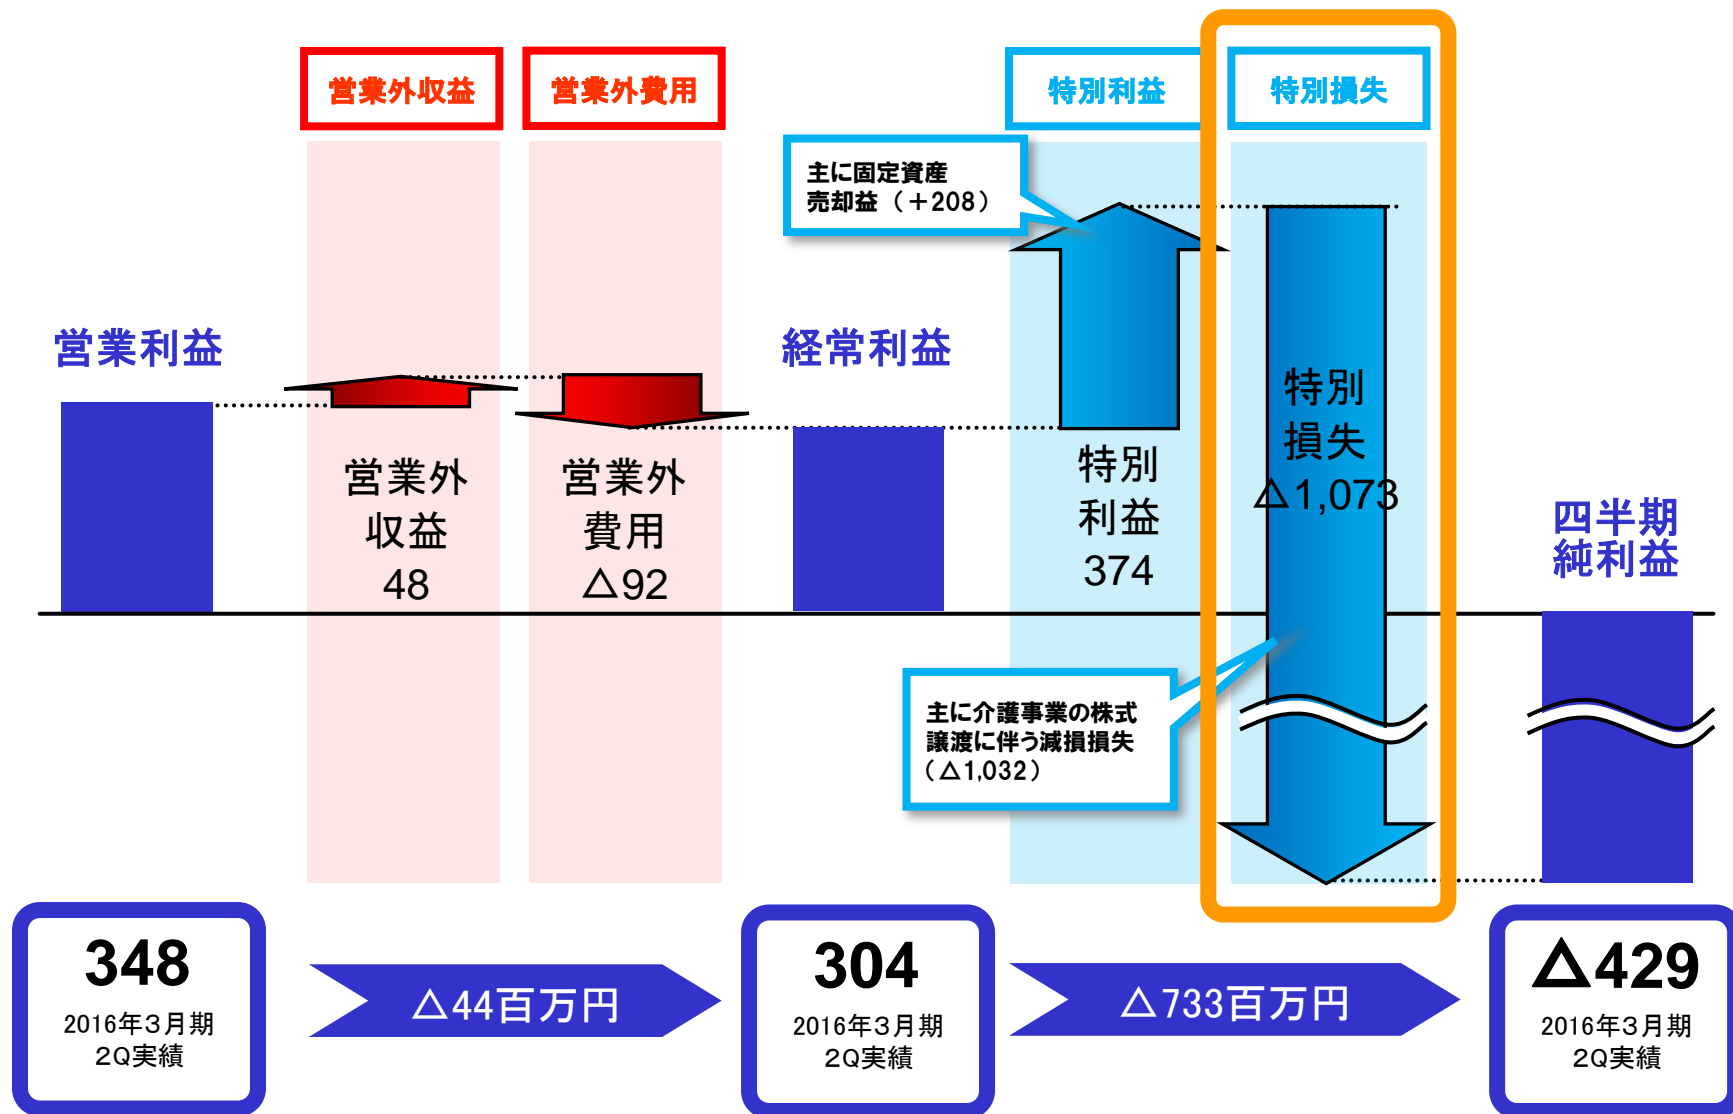 営業外収益
営業外費用
特別利益
特別損失
主に固定資産
売却益（＋208）
営業利益
経常利益
特別
損失
△1,073
営業外
収益
48
営業外
費用
△92
特別
利益
374
四半期
純利益
主に介護事業の株式
譲渡に伴う減損損失
（△1,032）
348
2016年３月期
２Q実績
△44百万円
304
2016年３月期
２Q実績
△733百万円
△429
2016年３月期
２Q実績